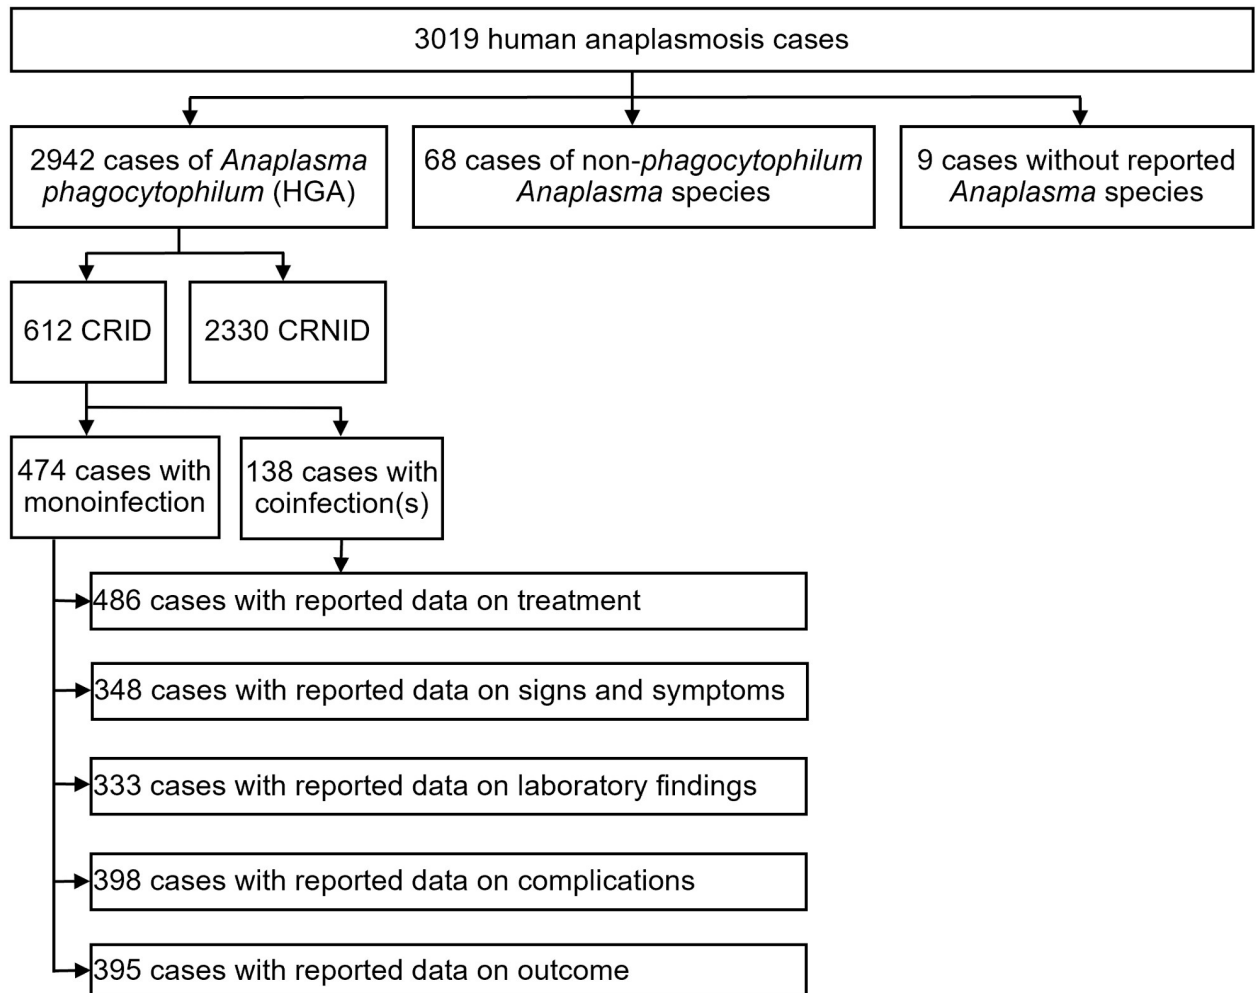 3019 human anaplasmosis cases
2942 cases of Anaplasma
phagocytophilum (HGA)
68 cases of non-phagocytophilum
Anaplasma species
9 cases without reported
Anaplasma species
612 CRID
2330 CRNID
474 cases with
monoinfection
138 cases with
coinfection(s)
486 cases with reported data on treatment
348 cases with reported data on signs and symptoms
333 cases with reported data on laboratory findings
398 cases with reported data on complications
395 cases with reported data on outcome